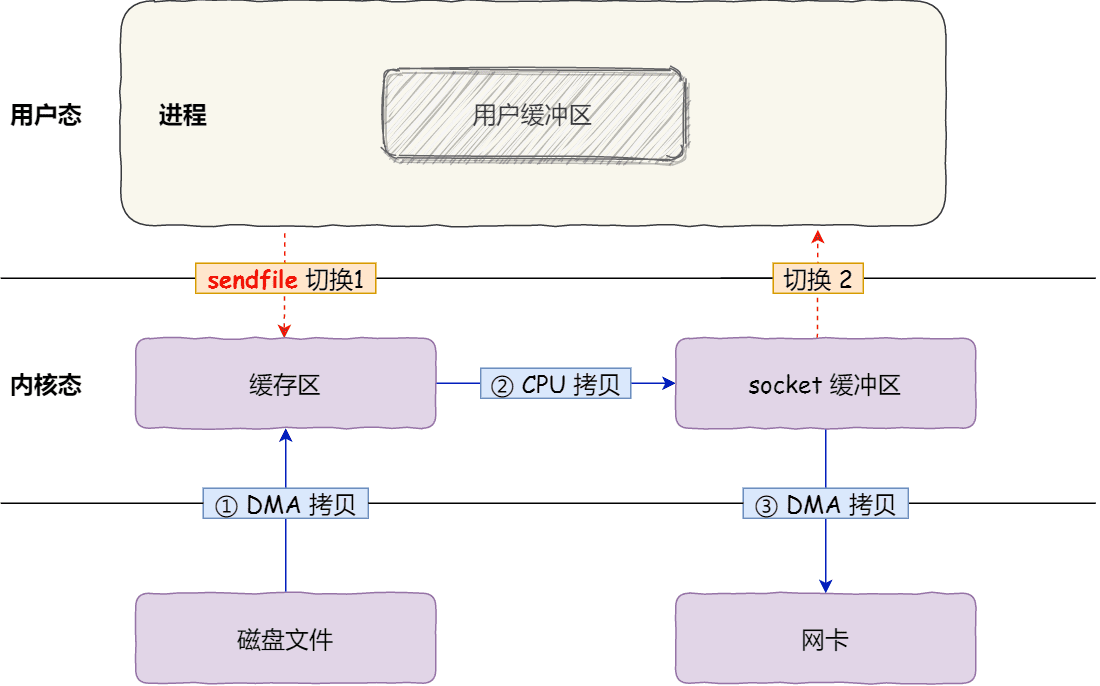 用户态
进程
用户缓冲区
sendfile 切换1
切换 2
内核态
缓存区
② CPU 拷贝
socket 缓冲区
① DMA 拷贝
③ DMA 拷贝
磁盘文件
网卡